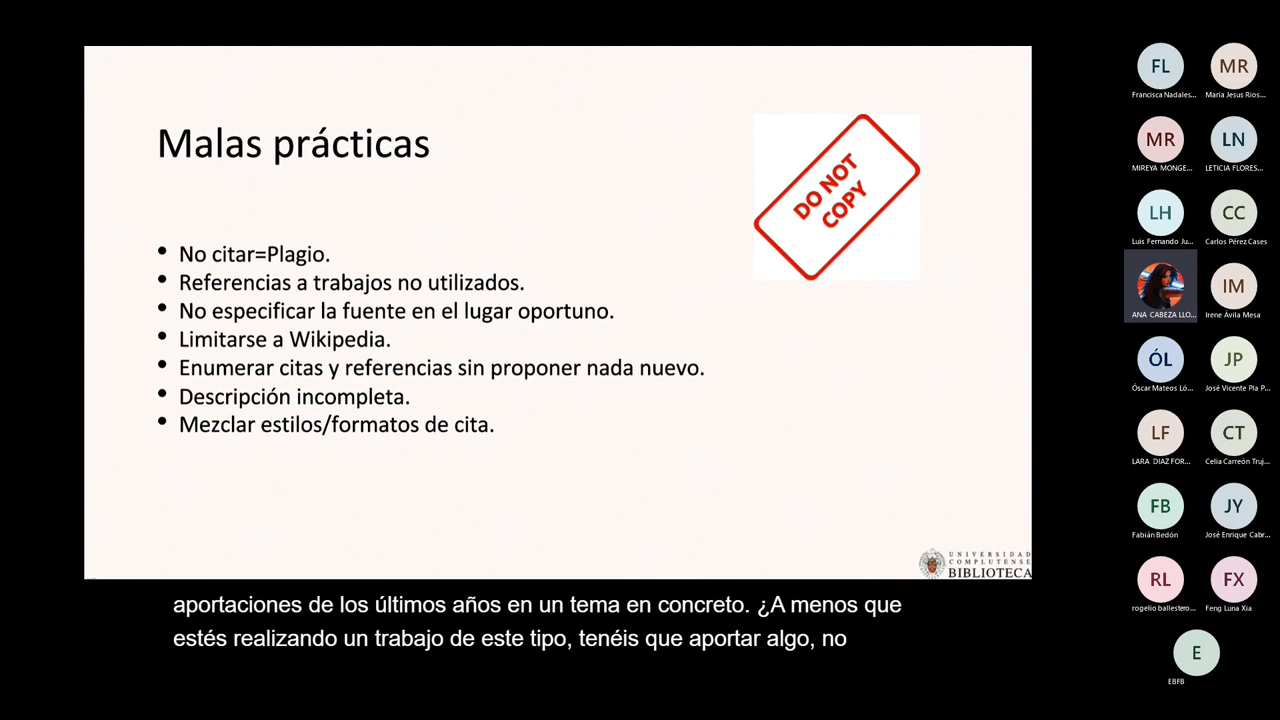 Malas prácticas
DO NOT
COPY
• No citar=Plagio.
• Referencias a trabajos no utilizados.
• No especificar la fuente en el lugar oportuno.
• Limitarse a Wikipedia.
• Enumerar citas y referencias sin proponer nada nuevo.
• Descripción incompleta.
• Mezclar estilos/formatos de cita.
UNIVERSIDAD
COMPLUTENSE
BIBLIOTECA
aportaciones de los últimos años en un tema en concreto. ¿A menos que
estés realizando un trabajo de este tipo, tenéis que aportar algo, no
FL
Francisca Nadales...
MR
Maria Jesus Ríos...
MR
MIREYA MONGE...
LN
LETICIA FLORES...
LH
Luis Fernando Ju...
CC
Carlos Pérez Cases
ANA CABEZA LLO...
IM
Irene Ávila Mesa
ÓL
Óscar Mateos Ló...
JP
José Vicente Pla P...
LF
LARA DIAZ FOR...
CT
Celia Carreón Truj...
FB
Fabián Bedón
JY
José Enrique Cabr...
RL
rogelio ballestero...
FX
Feng Luna Xia
E
EBFB